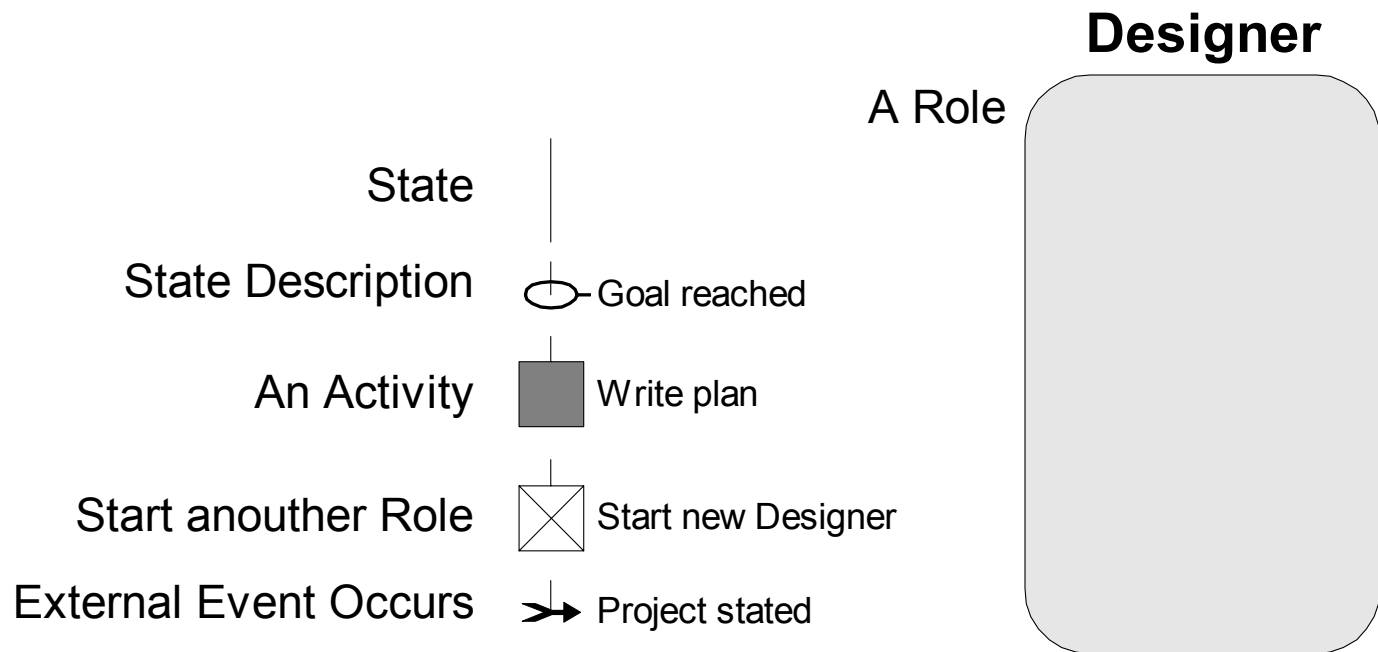 Designer
A Role
State
State Description
Goal reached
An Activity
Write plan
Start anouther Role
Start new Designer
External Event Occurs
Project stated